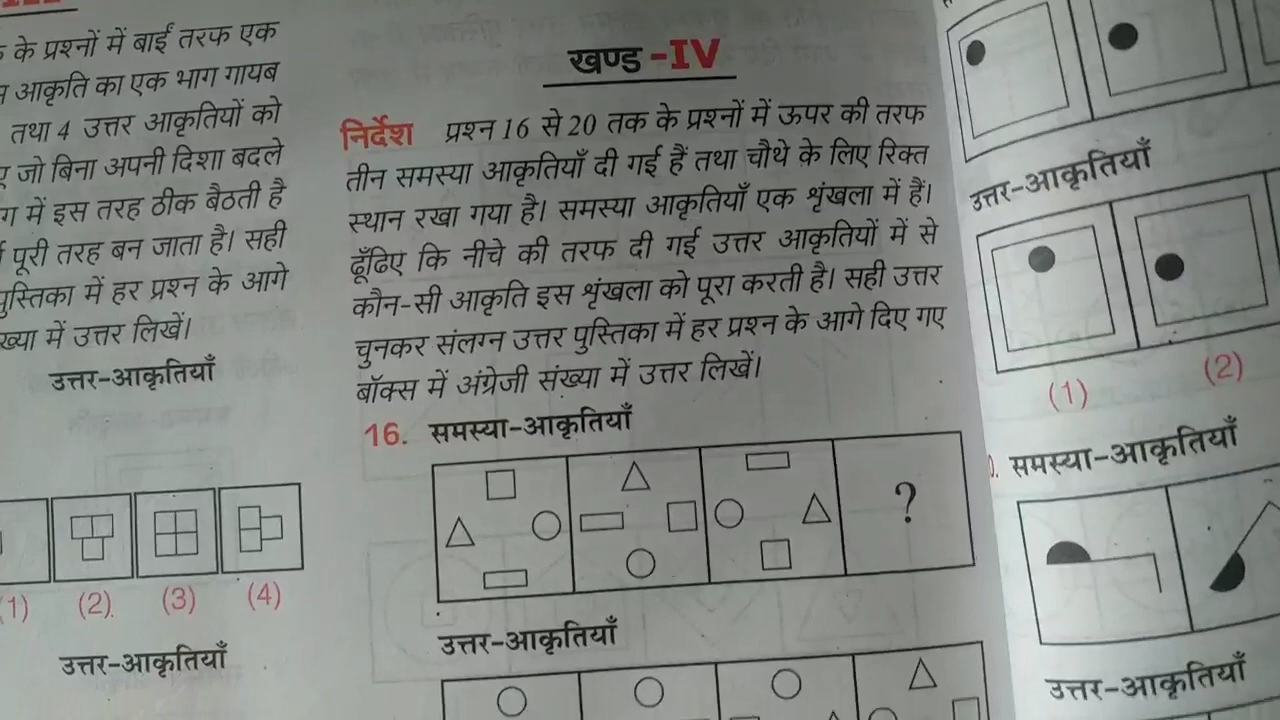 के प्रश्नों में बाईं तरफ एक
आकृति का एक भाग गायब
तथा 4 उत्तर आकृतियों को
जो बिना अपनी दिशा बदले
में इस तरह ठीक बैठती है
पूरी तरह बन जाता है। सही
पुस्तिका में हर प्रश्न के आगे
में उत्तर लिखें।
उत्तर-आकृतियाँ
(1) (2) (3) (4)
उत्तर-आकृतियाँ
खण्ड -IV
निर्देश प्रश्न 16 से 20 तक के प्रश्नों में ऊपर की तरफ
तीन समस्या आकृतियाँ दी गई हैं तथा चौथे के लिए रिक्त
स्थान रखा गया है। समस्या आकृतियाँ एक शृंखला में हैं।
ढूँढिए कि नीचे की तरफ दी गई उत्तर आकृतियों में से
कौन-सी आकृति इस शृंखला को पूरा करती है। सही उत्तर
चुनकर संलग्न उत्तर पुस्तिका में हर प्रश्न के आगे दिए गए
बॉक्स में अंग्रेजी संख्या में उत्तर लिखें।
16. समस्या-आकृतियाँ
?
उत्तर-आकृतियाँ
उत्तर-आकृतियाँ
(1) (2)
समस्या-आकृतियाँ
उत्तर-आकृतियाँ